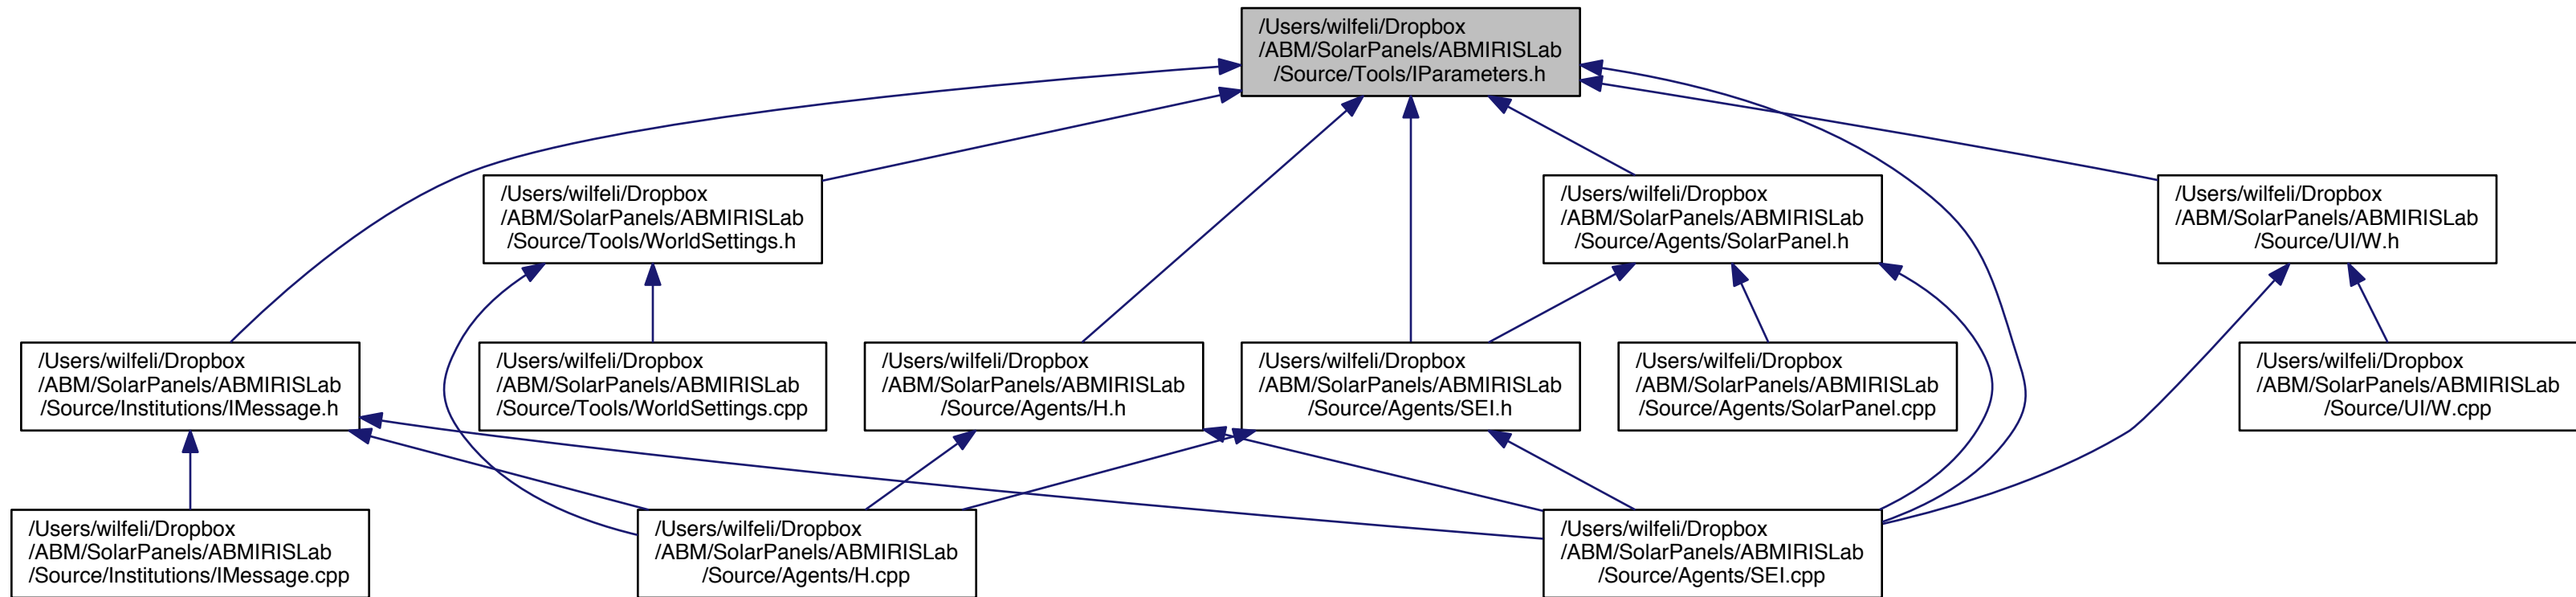 /Users/wilfeli/Dropbox
/ABM/SolarPanels/ABMIRISLab
/Source/Tools/IParameters.h
/Users/wilfeli/Dropbox
/ABM/SolarPanels/ABMIRISLab
/Source/Tools/WorldSettings.h
/Users/wilfeli/Dropbox
/ABM/SolarPanels/ABMIRISLab
/Source/Agents/SolarPanel.h
/Users/wilfeli/Dropbox
/ABM/SolarPanels/ABMIRISLab
/Source/UI/W.h
/Users/wilfeli/Dropbox
/ABM/SolarPanels/ABMIRISLab
/Source/Institutions/IMessage.h
/Users/wilfeli/Dropbox
/ABM/SolarPanels/ABMIRISLab
/Source/Tools/WorldSettings.cpp
/Users/wilfeli/Dropbox
/ABM/SolarPanels/ABMIRISLab
/Source/Agents/H.h
/Users/wilfeli/Dropbox
/ABM/SolarPanels/ABMIRISLab
/Source/Agents/SEI.h
/Users/wilfeli/Dropbox
/ABM/SolarPanels/ABMIRISLab
/Source/Agents/SolarPanel.cpp
/Users/wilfeli/Dropbox
/ABM/SolarPanels/ABMIRISLab
/Source/UI/W.cpp
/Users/wilfeli/Dropbox
/ABM/SolarPanels/ABMIRISLab
/Source/Institutions/IMessage.cpp
/Users/wilfeli/Dropbox
/ABM/SolarPanels/ABMIRISLab
/Source/Agents/H.cpp
/Users/wilfeli/Dropbox
/ABM/SolarPanels/ABMIRISLab
/Source/Agents/SEI.cpp